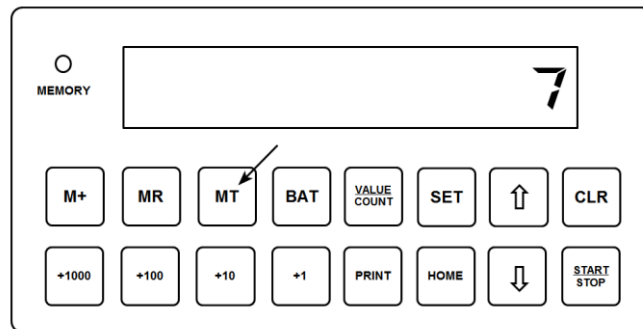 7
MEMORY
M+ MR MT BAT VALUE SET CLR
COUNT
+1000 +100 +10 +1 PRINT HOME START
STOP